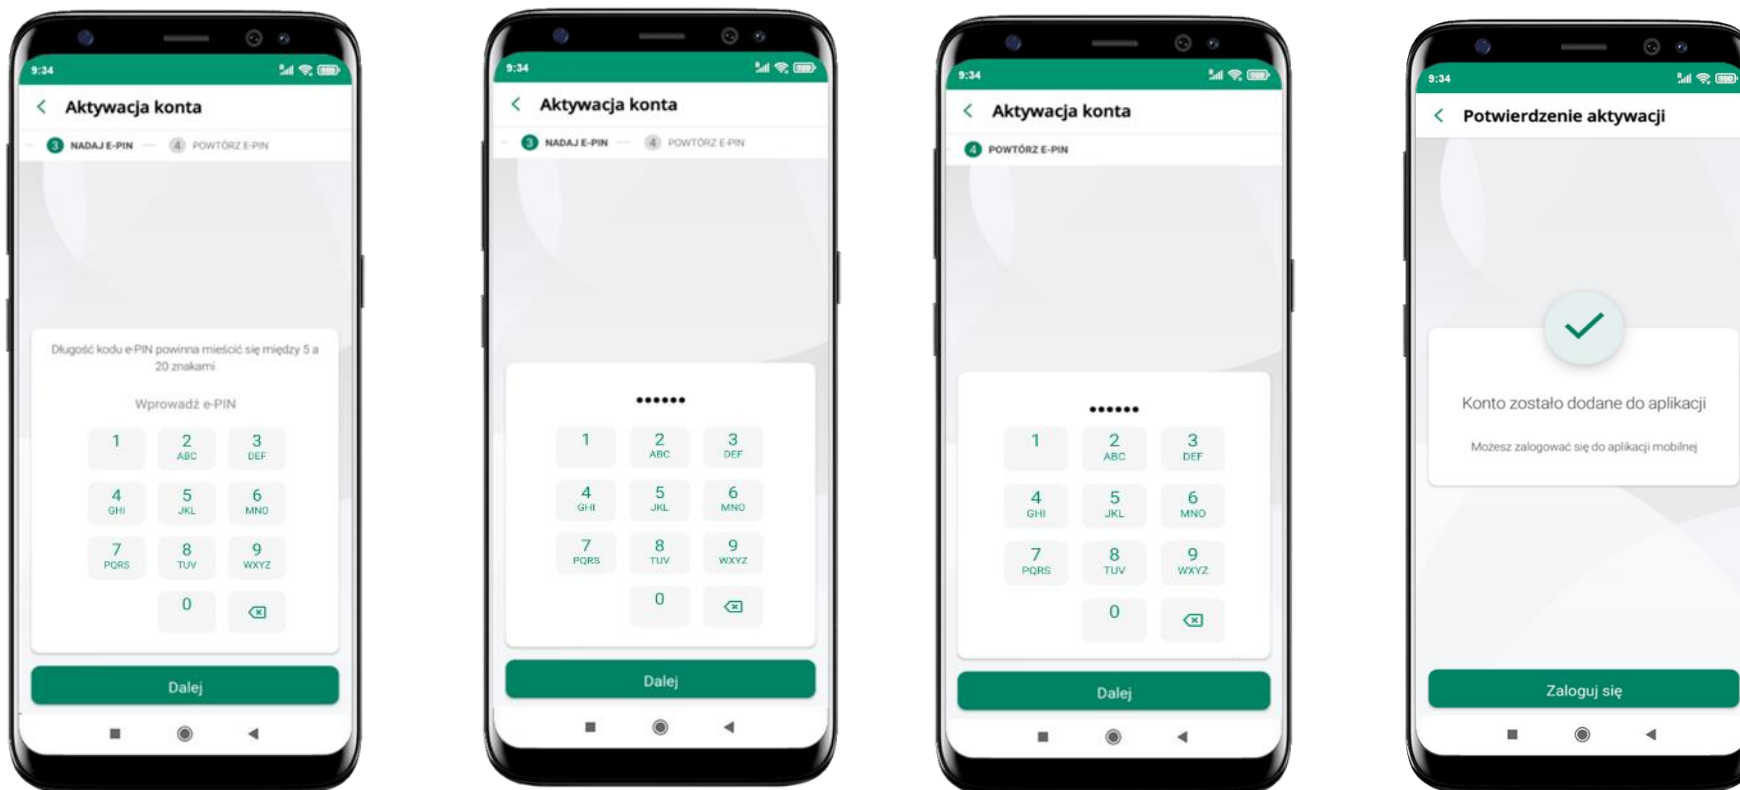 9:34
Aktywacja konta
3 NADAJ E-PIN 4 POWTÓRZ E-PIN
Długość kodu e-PIN powinna mieścić się między 5 a
20 znakami
Wprowadź e-PIN
1 2 3
ABC DEF
4 5 6
GHI JKL MNO
7 8 9
PQRS TUV WXYZ
0
Dalej
9:34
Aktywacja konta
3 NADAJ E-PIN 4 POWTÓRZ E-PIN
••••••
1 2 3
ABC DEF
4 5 6
GHI JKL MNO
7 8 9
PQRS TUV WXYZ
0
Dalej
9:34
Aktywacja konta
4 POWTÓRZ E-PIN
••••••
1 2 3
ABC DEF
4 5 6
GHI JKL MNO
7 8 9
PQRS TUV WXYZ
0
Dalej
9:34
Potwierdzenie aktywacji
Konto zostało dodane do aplikacji
Możesz zalogować się do aplikacji mobilnej
Zaloguj się